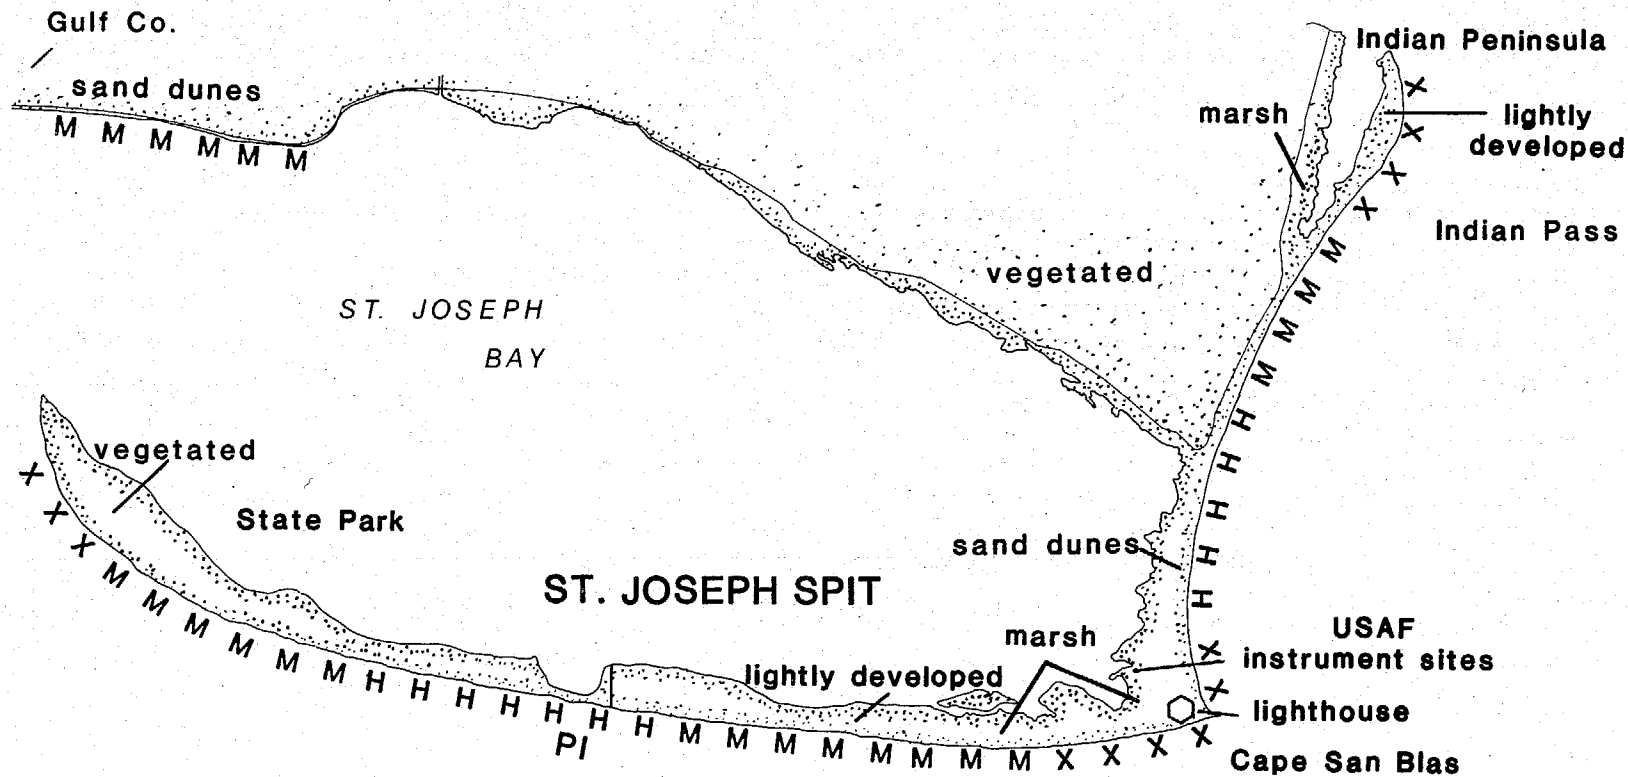 Gulf Co.
Indian Peninsula
sand dunes
marsh
lightly
developed
M M M M M M
X X X X
Indian Pass
vegetated
ST. JOSEPH
BAY
M M M M
vegetated
State Park
H H H H H
X X X
sand dunes
ST. JOSEPH SPIT
USAF
instrument sites
marsh
lightly developed
M M M M M M H H H H H H H M M M M M M M M X X X X
X X
PI
lighthouse
Cape San Blas